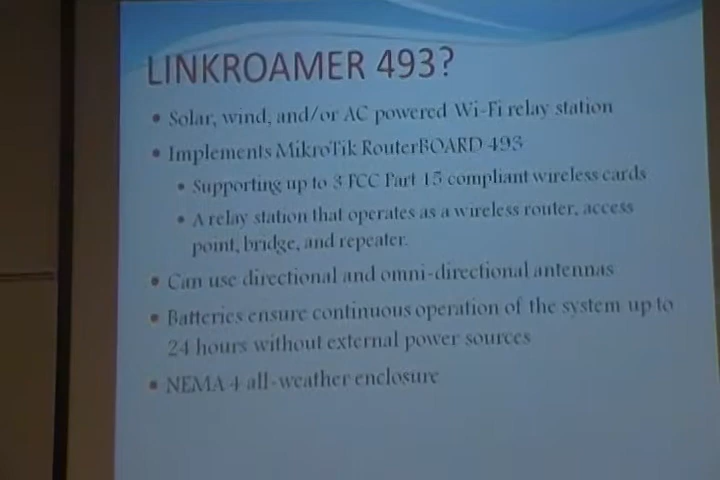 LINKROAMER 493?
• Solar, wind, and/or AC powered Wi-Fi relay station
• Implements MikroTik RouterBOARD 493
• Supporting up to 3 FCC Part 15 compliant wireless cards
• A relay station that operates as a wireless router, access
point, bridge, and repeater.
• Can use directional and omni-directional antennas
• Batteries ensure continuous operation of the system up to
24 hours without external power sources
• NEMA 4 all-weather enclosure